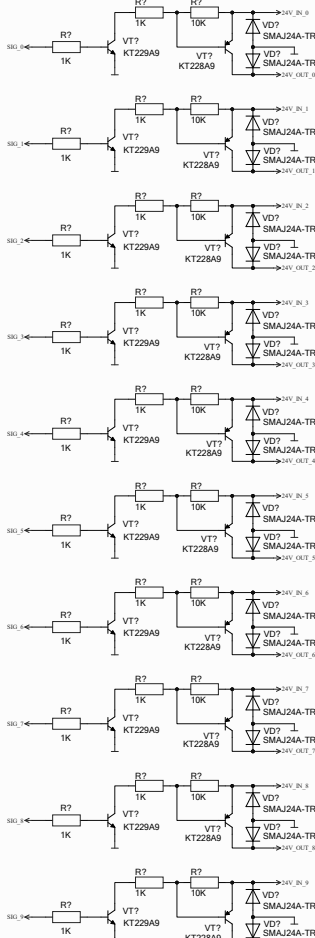 R? R? 24V_IN_0
1K 10K VD?
R? SMAJ24A-TR
SIG_0 VT? VT? VD?
1K KT229A9 KT228A9 SMAJ24A-TR
24V_OUT_0
R? R? 24V_IN_1
1K 10K VD?
R? SMAJ24A-TR
SIG_1 VT? VT? VD?
1K KT229A9 KT228A9 SMAJ24A-TR
24V_OUT_1
R? R? 24V_IN_2
1K 10K VD?
R? SMAJ24A-TR
SIG_2 VT? VT? VD?
1K KT229A9 KT228A9 SMAJ24A-TR
24V_OUT_2
R? R? 24V_IN_3
1K 10K VD?
R? SMAJ24A-TR
SIG_3 VT? VT? VD?
1K KT229A9 KT228A9 SMAJ24A-TR
24V_OUT_3
R? R? 24V_IN_4
1K 10K VD?
R? SMAJ24A-TR
SIG_4 VT? VT? VD?
1K KT229A9 KT228A9 SMAJ24A-TR
24V_OUT_4
R? R? 24V_IN_5
1K 10K VD?
R? SMAJ24A-TR
SIG_5 VT? VT? VD?
1K KT229A9 KT228A9 SMAJ24A-TR
24V_OUT_5
R? R? 24V_IN_6
1K 10K VD?
R? SMAJ24A-TR
SIG_6 VT? VT? VD?
1K KT229A9 KT228A9 SMAJ24A-TR
24V_OUT_6
R? R? 24V_IN_7
1K 10K VD?
R? SMAJ24A-TR
SIG_7 VT? VT? VD?
1K KT229A9 KT228A9 SMAJ24A-TR
24V_OUT_7
R? R? 24V_IN_8
1K 10K VD?
R? SMAJ24A-TR
SIG_8 VT? VT? VD?
1K KT229A9 KT228A9 SMAJ24A-TR
24V_OUT_8
R? R? 24V_IN_9
1K 10K VD?
R? SMAJ24A-TR
SIG_9 VT? VT? VD?
1K KT229A9 KT228A9 SMAJ24A-TR